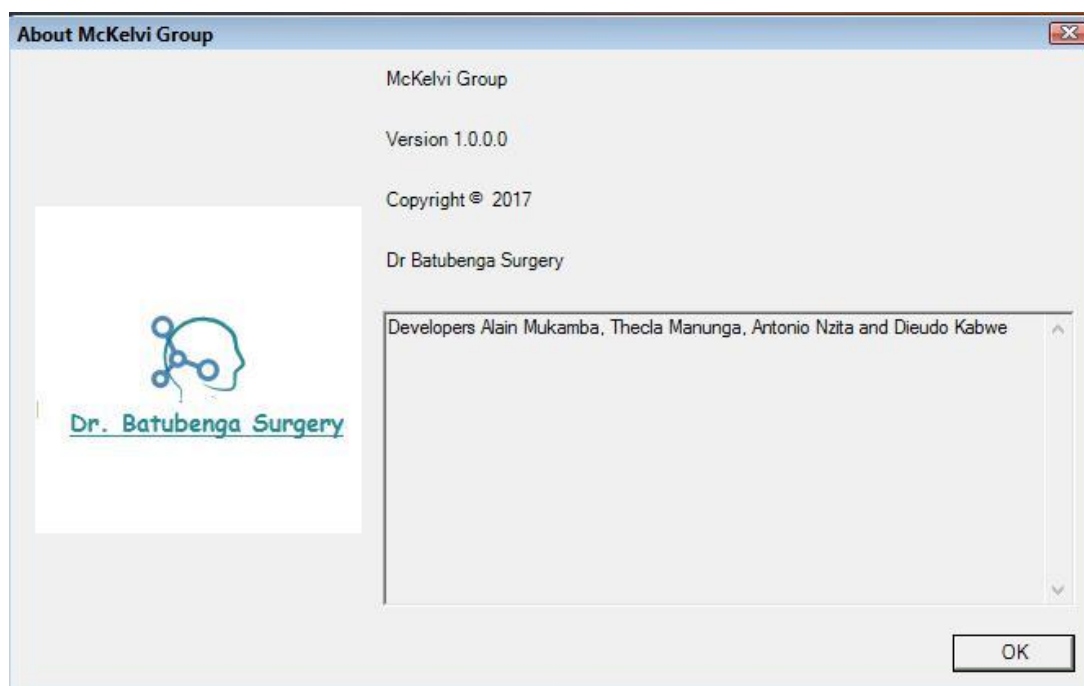 About McKelvi Group
McKelvi Group
Version 1.0.0.0
Copyright © 2017
Dr Batubenga Surgery
Dr. Batubenga Surgery
Developers Alain Mukamba, Thecla Manunga, Antonio Nzita and Dieudo Kabwe
OK